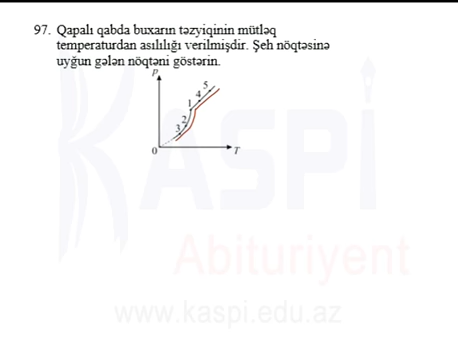 97. Qapalı qabda buxarın təzyiqinin mütləq
temperaturdan asılılığı verilmişdir. Şeh nöqtəsinə
uyğun gələn nöqtəni göstərin.
P
5
4
1
2
3
0
T
KASPİ
Abituriyent
www.kaspi.edu.az